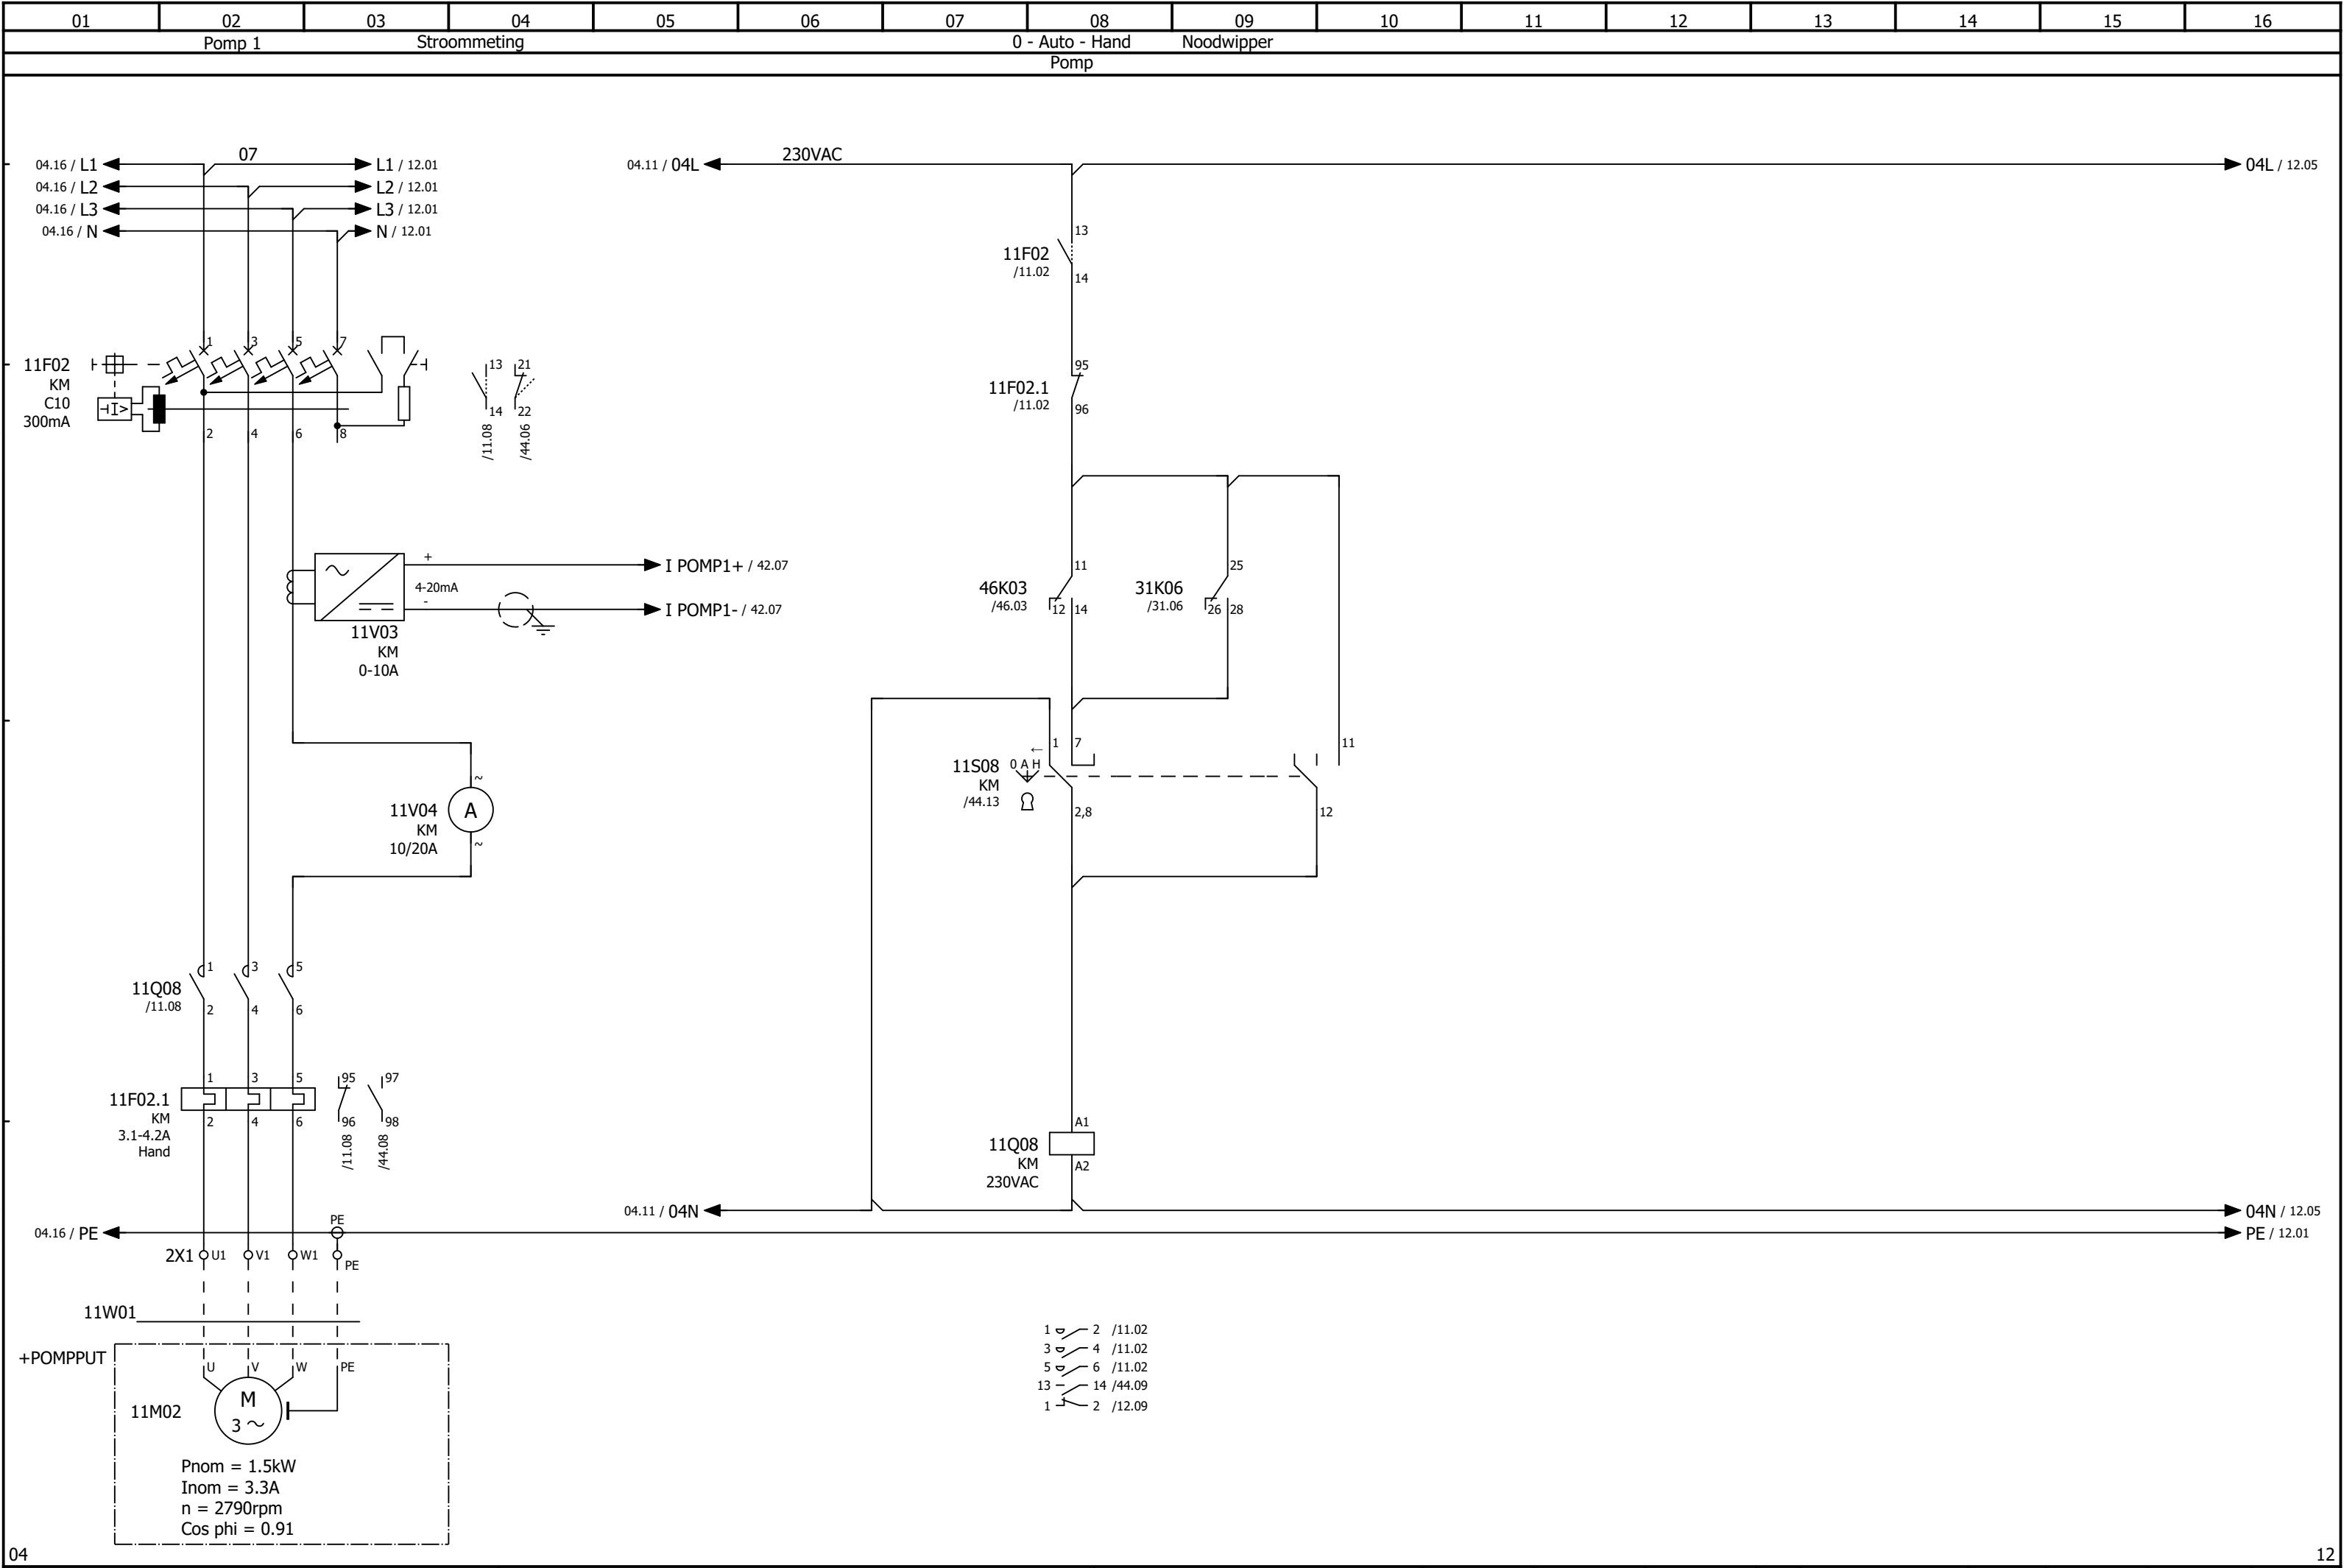 01 02 03 04 05 06 07 08 09 10 11 12 13 14 15 16
Pomp 1 Stroommeting 0 - Auto - Hand Noodwipper
Pomp
04.16 / L1 07 L1 / 12.01
04.16 / L2 L2 / 12.01
04.16 / L3 L3 / 12.01
04.16 / N N / 12.01
04.11 / 04L 230VAC 04L / 12.05
11F02
KM
C10
300mA
1 3 5 7
2 4 6 8
I>
13 21
14 22
/11.08 /44.06
+
4-20mA
-
I POMP1+ / 42.07
I POMP1- / 42.07
11V03
KM
0-10A
~
11V04
KM
10/20A
A
~
11Q08
/11.08
1 3 5
2 4 6
11F02.1
KM
3.1-4.2A
Hand
1 3 5
2 4 6
95 97
96 98
/11.08 /44.08
04.16 / PE PE
2X1 U1 V1 W1 PE
11W01
+POMPPUT
U V W PE
11M02
M
3 ~
Pnom = 1.5kW
Inom = 3.3A
n = 2790rpm
Cos phi = 0.91
13
11F02
/11.02
14
95
11F02.1
/11.02
96
11
46K03
/46.03
12 14
25
31K06
/31.06
26 28
← 1 7 11
11S08 0 A H
KM
/44.13
2,8 12
A1
11Q08
KM
230VAC
A2
04.11 / 04N 04N / 12.05
PE / 12.01
1 2 /11.02
3 4 /11.02
5 6 /11.02
13 14 /44.09
1 2 /12.09
04 12